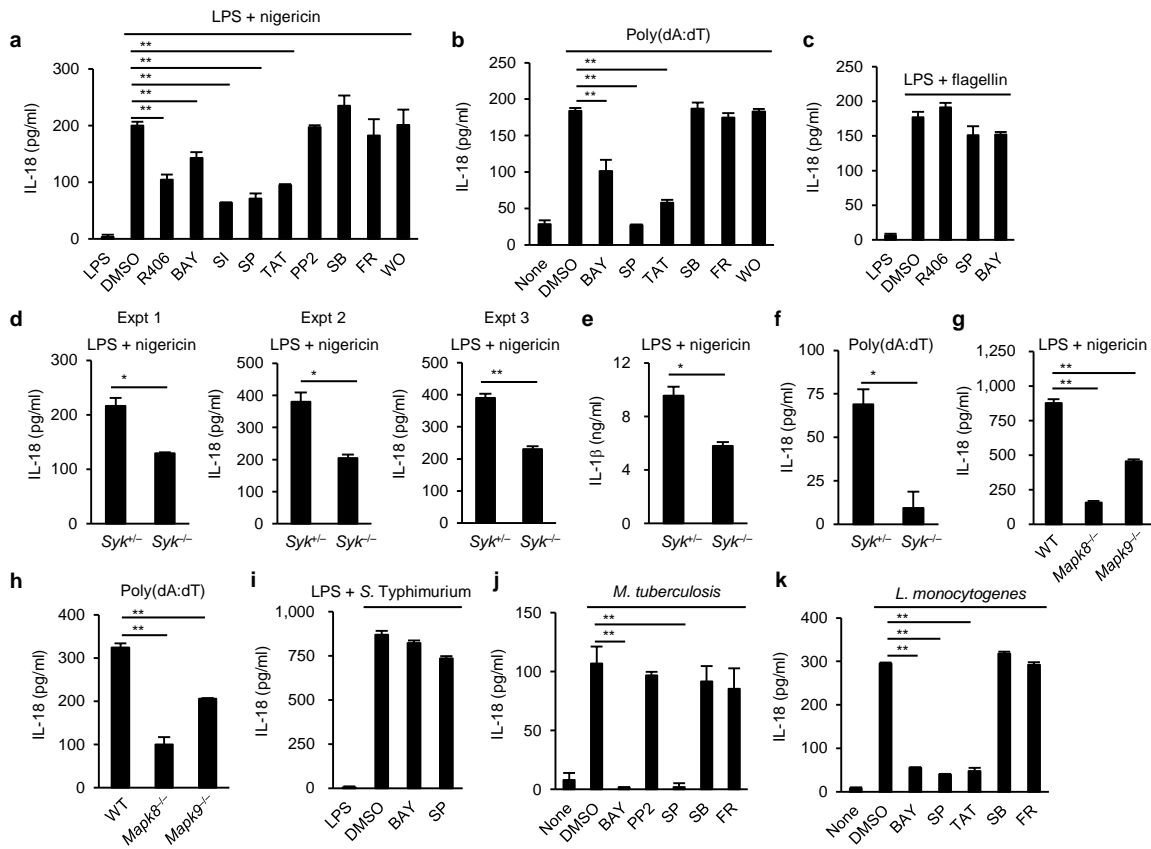 a
LPS + nigericin
**
**
**
**
**
300
200
100
0
IL-18 (pg/ml)
LPS
DMSO
R406
BAY
SI
SP
TAT
PP2
SB
FR
WO
b
Poly(dA:dT)
**
**
**
250
200
150
100
50
0
IL-18 (pg/ml)
None
DMSO
BAY
SP
TAT
SB
FR
WO
c
LPS + flagellin
250
200
150
100
50
0
IL-18 (pg/ml)
LPS
DMSO
R406
SP
BAY
d
Expt 1
LPS + nigericin
*
300
200
100
0
IL-18 (pg/ml)
Syk+/–
Syk–/–
Expt 2
LPS + nigericin
*
500
400
300
200
100
0
IL-18 (pg/ml)
Syk+/–
Syk–/–
Expt 3
LPS + nigericin
**
500
400
300
200
100
0
IL-18 (pg/ml)
Syk+/–
Syk–/–
e
LPS + nigericin
*
12
9
6
3
0
IL-1β (ng/ml)
Syk+/–
Syk–/–
f
Poly(dA:dT)
*
100
75
50
25
0
IL-18 (pg/ml)
Syk+/–
Syk–/–
g
LPS + nigericin
**
**
1,250
1,000
750
500
250
0
IL-18 (pg/ml)
WT
Mapk8–/–
Mapk9–/–
h
Poly(dA:dT)
**
**
400
300
200
100
0
IL-18 (pg/ml)
WT
Mapk8–/–
Mapk9–/–
i
LPS + S. Typhimurium
1,000
750
500
250
0
IL-18 (pg/ml)
LPS
DMSO
BAY
SP
j
M. tuberculosis
**
**
150
100
50
0
IL-18 (pg/ml)
None
DMSO
BAY
PP2
SP
SB
FR
k
L. monocytogenes
**
**
**
400
300
200
100
0
IL-18 (pg/ml)
None
DMSO
BAY
SP
TAT
SB
FR